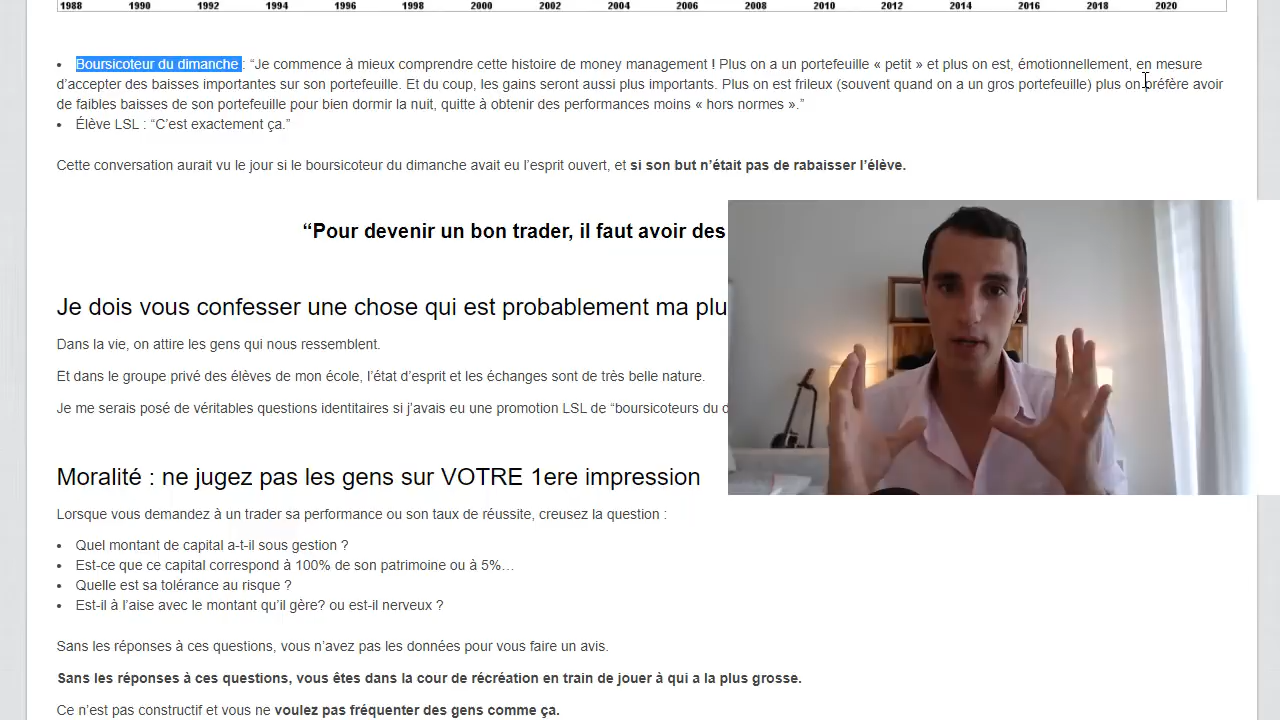 1988 1990 1992 1994 1996 1998 2000 2002 2004 2006 2008 2010 2012 2014 2016 2018 2020
• Boursicoteur du dimanche : “Je commence à mieux comprendre cette histoire de money management ! Plus on a un portefeuille « petit » et plus on est, émotionnellement, en mesure
d’accepter des baisses importantes sur son portefeuille. Et du coup, les gains seront aussi plus importants. Plus on est frileux (souvent quand on a un gros portefeuille) plus on préfère avoir
de faibles baisses de son portefeuille pour bien dormir la nuit, quitte à obtenir des performances moins « hors normes ».”
• Élève LSL : “C’est exactement ça.”
Cette conversation aurait vu le jour si le boursicoteur du dimanche avait eu l’esprit ouvert, et si son but n’était pas de rabaisser l’élève.
“Pour devenir un bon trader, il faut avoir des
Je dois vous confesser une chose qui est probablement ma plu
Dans la vie, on attire les gens qui nous ressemblent.
Et dans le groupe privé des élèves de mon école, l’état d’esprit et les échanges sont de très belle nature.
Je me serais posé de véritables questions identitaires si j’avais eu une promotion LSL de “boursicoteurs du d
Moralité : ne jugez pas les gens sur VOTRE 1ere impression
Lorsque vous demandez à un trader sa performance ou son taux de réussite, creusez la question :
• Quel montant de capital a-t-il sous gestion ?
• Est-ce que ce capital correspond à 100% de son patrimoine ou à 5%…
• Quelle est sa tolérance au risque ?
• Est-il à l’aise avec le montant qu’il gère? ou est-il nerveux ?
Sans les réponses à ces questions, vous n’avez pas les données pour vous faire un avis.
Sans les réponses à ces questions, vous êtes dans la cour de récréation en train de jouer à qui a la plus grosse.
Ce n’est pas constructif et vous ne voulez pas fréquenter des gens comme ça.